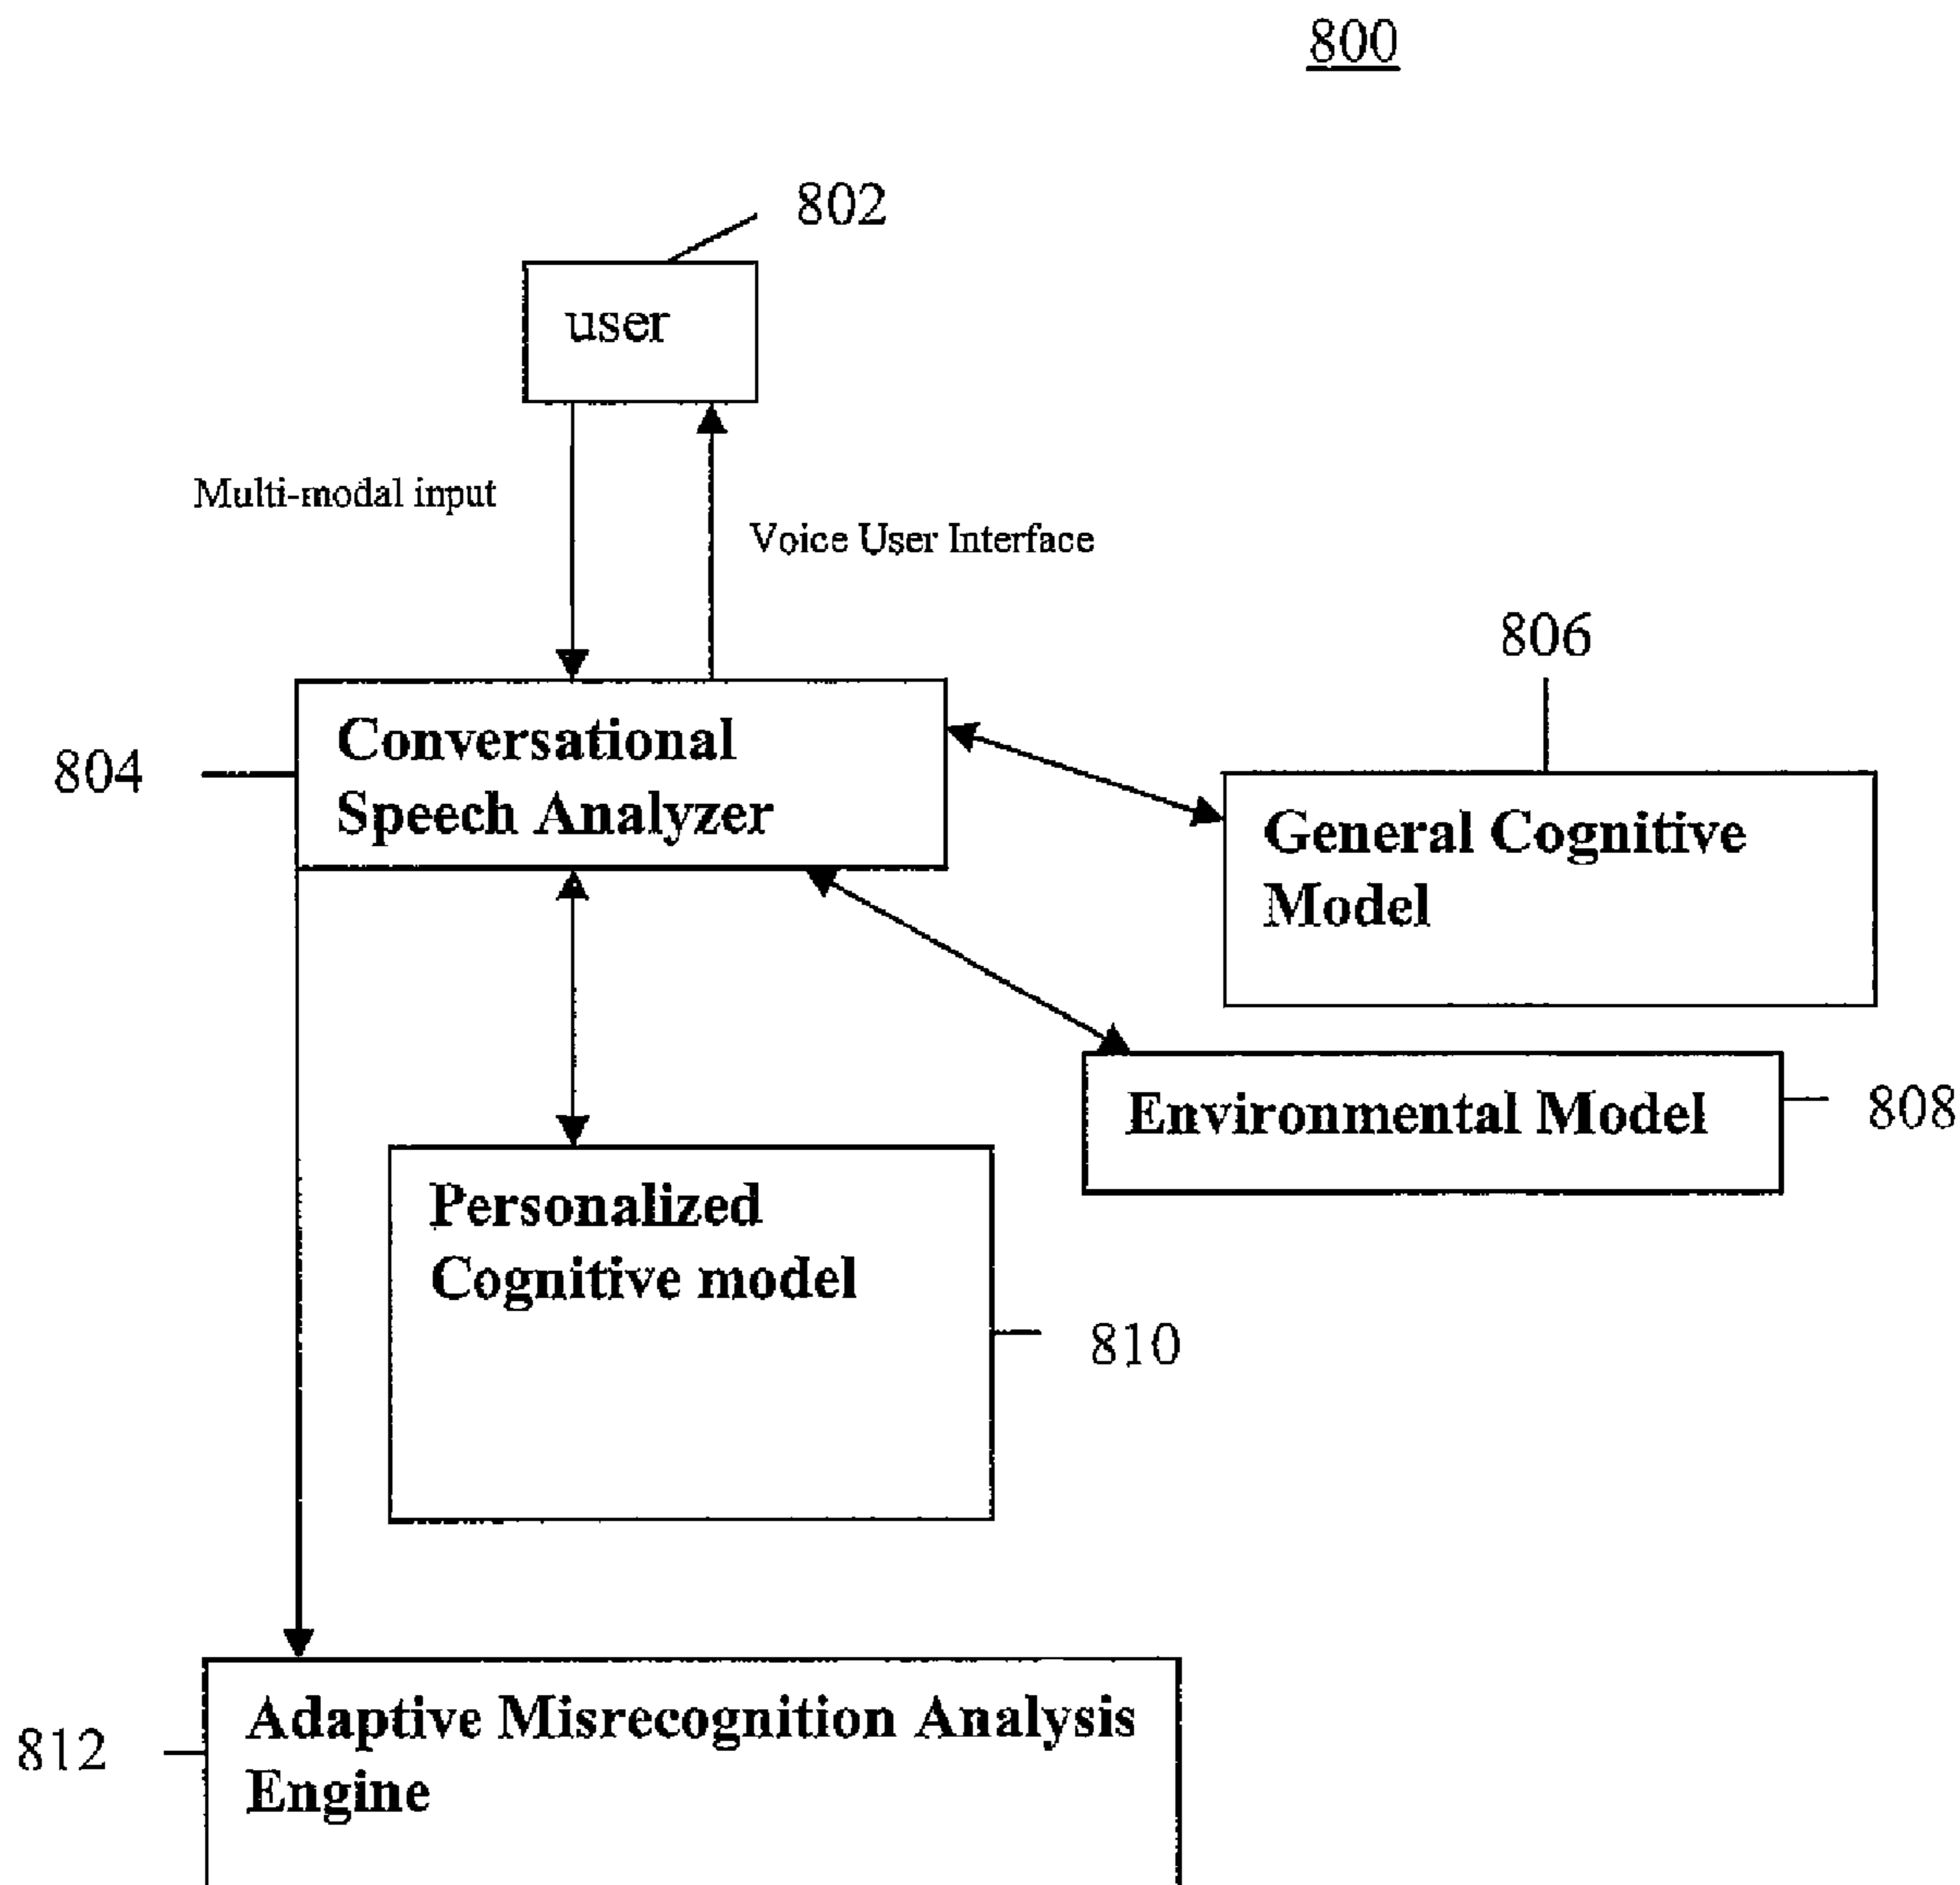 800
802
user
Multi-modal input
Voice User Interface
806
804
Conversational
Speech Analyzer
General Cognitive
Model
808
Environmental Model
Personalized
Cognitive model
810
812
Adaptive Misrecognition Analysis
Engine